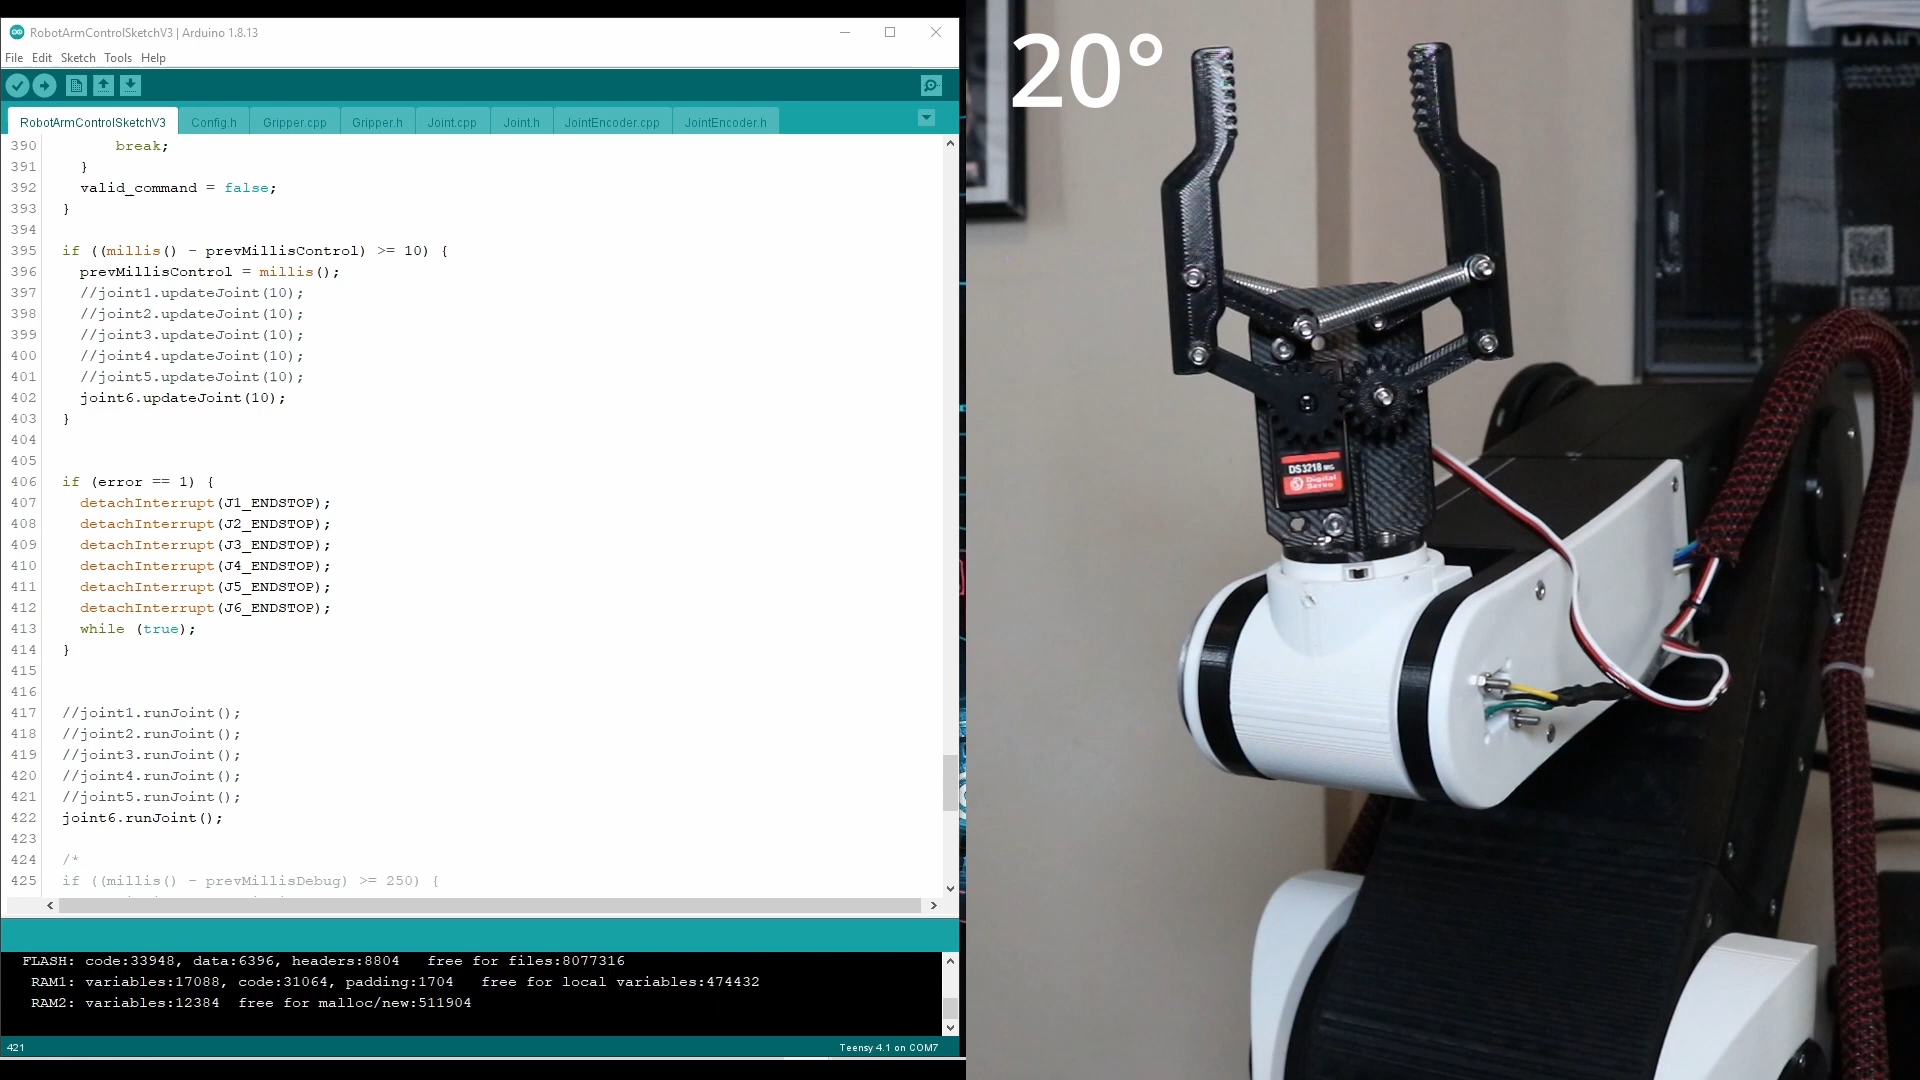 RobotArmControlSketchV3 | Arduino 1.8.13
File Edit Sketch Tools Help
RobotArmControlSketchV3 Config.h Gripper.cpp Gripper.h Joint.cpp Joint.h JointEncoder.cpp JointEncoder.h
390 break;
391 }
392 valid_command = false;
393 }
394
395 if ((millis() - prevMillisControl) >= 10) {
396 prevMillisControl = millis();
397 //joint1.updateJoint(10);
398 //joint2.updateJoint(10);
399 //joint3.updateJoint(10);
400 //joint4.updateJoint(10);
401 //joint5.updateJoint(10);
402 joint6.updateJoint(10);
403 }
404
405
406 if (error == 1) {
407 detachInterrupt(J1_ENDSTOP);
408 detachInterrupt(J2_ENDSTOP);
409 detachInterrupt(J3_ENDSTOP);
410 detachInterrupt(J4_ENDSTOP);
411 detachInterrupt(J5_ENDSTOP);
412 detachInterrupt(J6_ENDSTOP);
413 while (true);
414 }
415
416
417 //joint1.runJoint();
418 //joint2.runJoint();
419 //joint3.runJoint();
420 //joint4.runJoint();
421 //joint5.runJoint();
422 joint6.runJoint();
423
424 /*
425 if ((millis() - prevMillisDebug) >= 250) {
FLASH: code:33948, data:6396, headers:8804 free for files:8077316
RAM1: variables:17088, code:31064, padding:1704 free for local variables:474432
RAM2: variables:12384 free for malloc/new:511904
421
Teensy 4.1 on COM7
20°
HAND
DS3218 MG
Digital
Servo